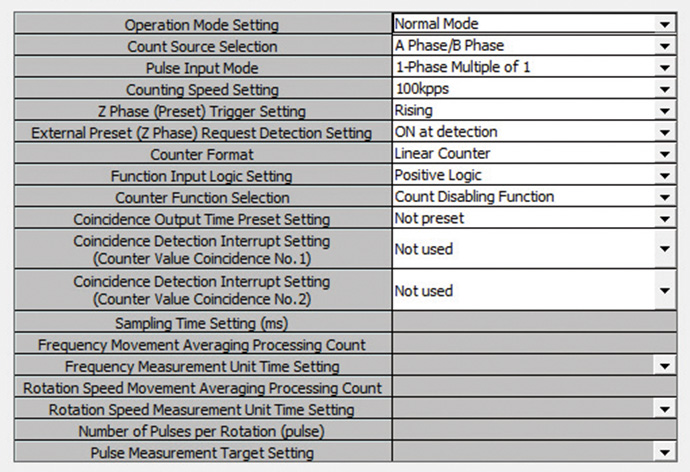 Operation Mode Setting Normal Mode
Count Source Selection A Phase/B Phase
Pulse Input Mode 1-Phase Multiple of 1
Counting Speed Setting 100kpps
Z Phase (Preset) Trigger Setting Rising
External Preset (Z Phase) Request Detection Setting ON at detection
Counter Format Linear Counter
Function Input Logic Setting Positive Logic
Counter Function Selection Count Disabling Function
Coincidence Output Time Preset Setting Not preset
Coincidence Detection Interrupt Setting
(Counter Value Coincidence No.1) Not used
Coincidence Detection Interrupt Setting
(Counter Value Coincidence No.2) Not used
Sampling Time Setting (ms)
Frequency Movement Averaging Processing Count
Frequency Measurement Unit Time Setting
Rotation Speed Movement Averaging Processing Count
Rotation Speed Measurement Unit Time Setting
Number of Pulses per Rotation (pulse)
Pulse Measurement Target Setting